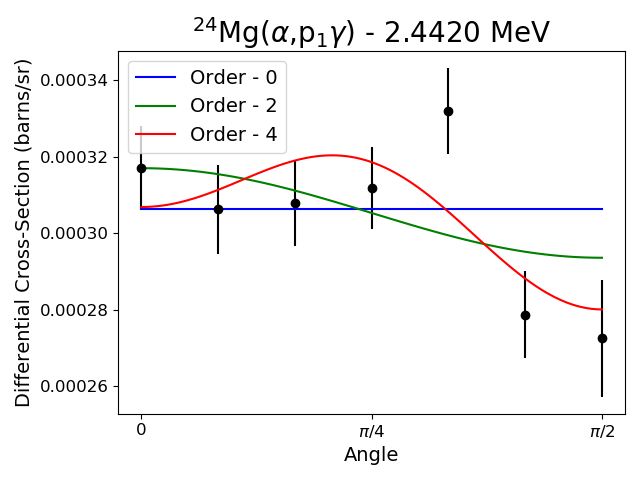 ²⁴Mg(α,p₁γ) - 2.4420 MeV
Differential Cross-Section (barns/sr)
0.00034
0.00032
0.00030
0.00028
0.00026
Order - 0
Order - 2
Order - 4
0
π/4
π/2
Angle